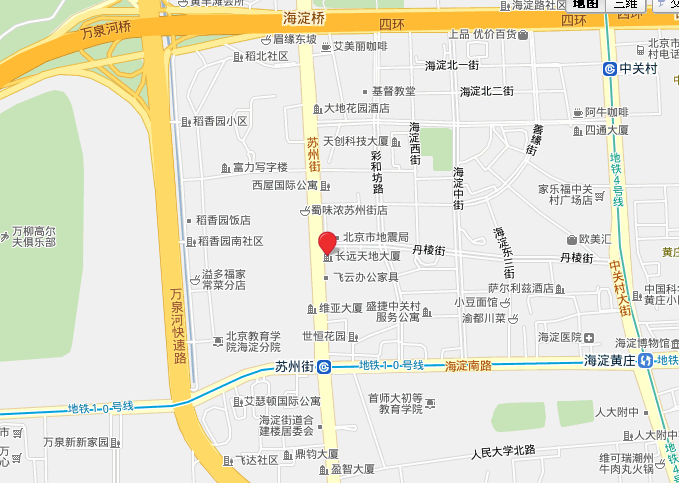 黄庄海会所
海淀桥
四环
海淀路社区
地图
三维
万泉河桥
眉缘东坡
艾美丽咖啡
上品 优价百货
四环
四环
稻北社区
海淀北一街
中关村
北京市
村电话
基督教堂
海淀北二街
大地花园酒店
稻香园小区
阿牛咖啡
四通大厦
苏州街
天创科技大厦
彩和坊路
海淀西街
善缘街
地铁4号线
富力写字楼
西屋国际公寓
海淀中街
家乐福中关
村广场店
蜀味浓苏州街店
稻香园饭店
稻香园南社区
万柳高尔
夫俱乐部
北京市地震局
长远天地大厦
丹棱街
海淀东三街
欧美汇
丹棱街
黄庄
溢多福家
常菜分店
飞云办公家具
中关村大街
万泉河快速路
萨尔利兹酒店
小豆面馆
渝都川菜
中国科
黄庄小
维亚大厦
盛捷中关村
服务公寓
世恒花园
北京教育学
院海淀分院
海淀医院
海淀博物馆
苏州街
地铁10号线
海淀南路
海淀黄庄
地铁
地铁10号线
艾瑟顿国际公寓
首师大初等
教育学院
海淀街道合
建楼居委会
人大附中
人大附中
市
万
心
万泉新新家园
飞达社区
鼎钧大厦
盈智大厦
人民大学北路
维可瑞潮州
牛肉丸火锅